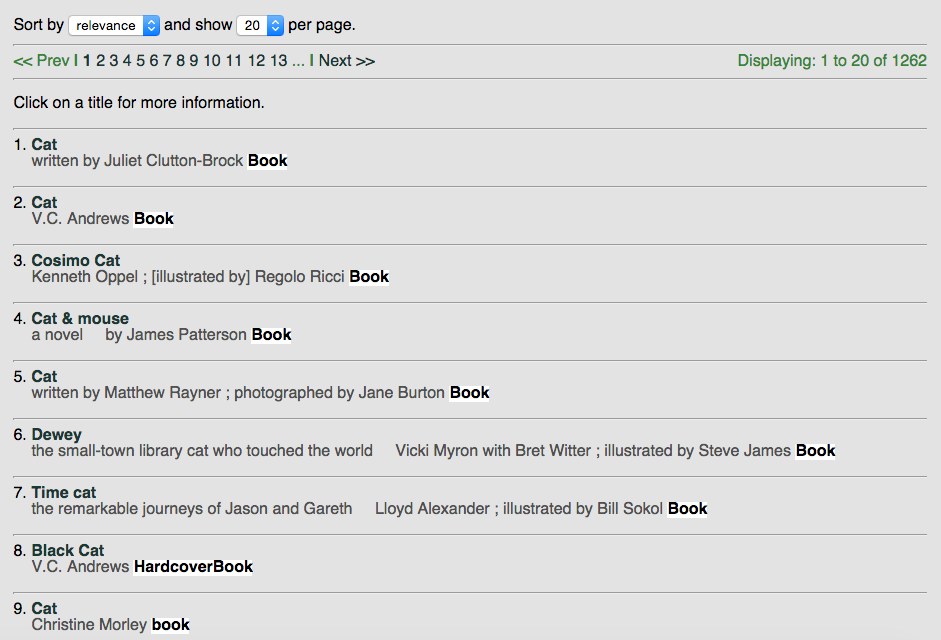 Sort by relevance and show 20 per page.
<< Prev | 1 2 3 4 5 6 7 8 9 10 11 12 13 ... | Next >> Displaying: 1 to 20 of 1262
Click on a title for more information.
1. Cat
written by Juliet Clutton-Brock Book
2. Cat
V.C. Andrews Book
3. Cosimo Cat
Kenneth Oppel ; [illustrated by] Regolo Ricci Book
4. Cat & mouse
a novel by James Patterson Book
5. Cat
written by Matthew Rayner ; photographed by Jane Burton Book
6. Dewey
the small-town library cat who touched the world Vicki Myron with Bret Witter ; illustrated by Steve James Book
7. Time cat
the remarkable journeys of Jason and Gareth Lloyd Alexander ; illustrated by Bill Sokol Book
8. Black Cat
V.C. Andrews HardcoverBook
9. Cat
Christine Morley book